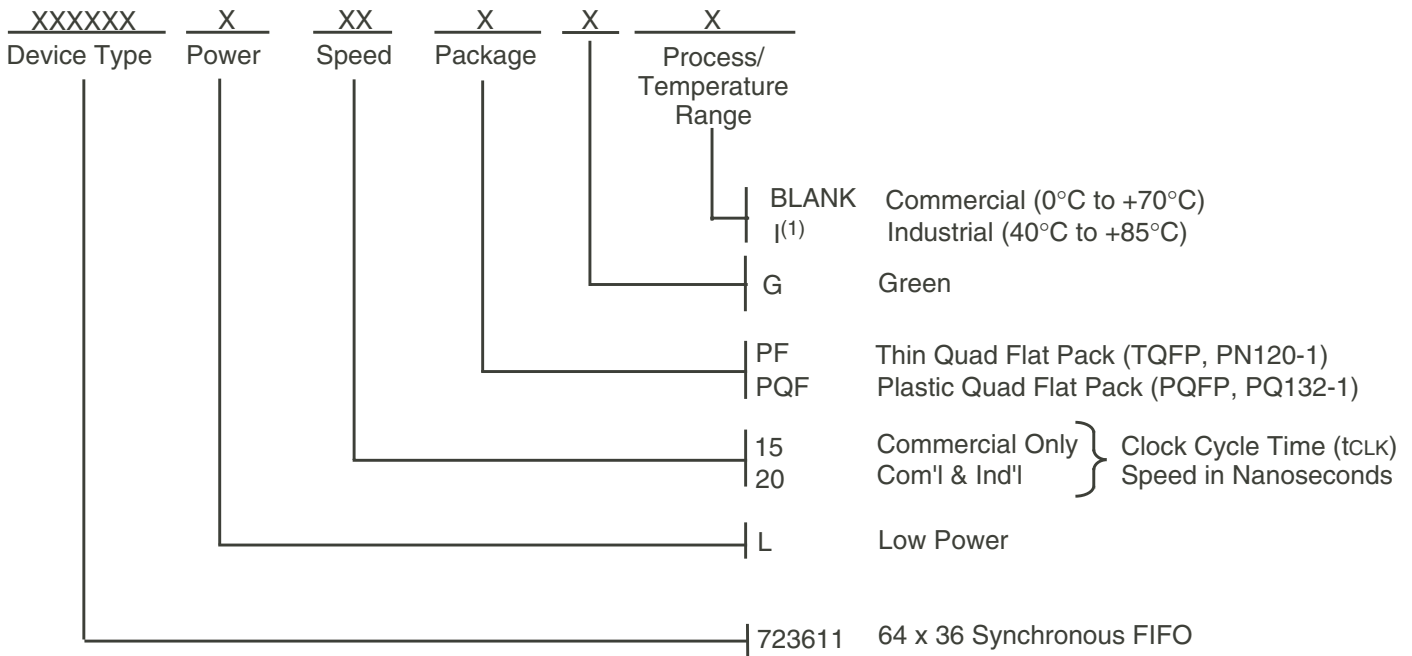 XXXXXX X XX X X X
Device Type Power Speed Package Process/
Temperature
Range
BLANK Commercial (0°C to +70°C)
I(1) Industrial (40°C to +85°C)
G Green
PF Thin Quad Flat Pack (TQFP, PN120-1)
PQF Plastic Quad Flat Pack (PQFP, PQ132-1)
15 Commercial Only Clock Cycle Time (tCLK)
20 Com'l & Ind'l Speed in Nanoseconds
L Low Power
723611 64 x 36 Synchronous FIFO